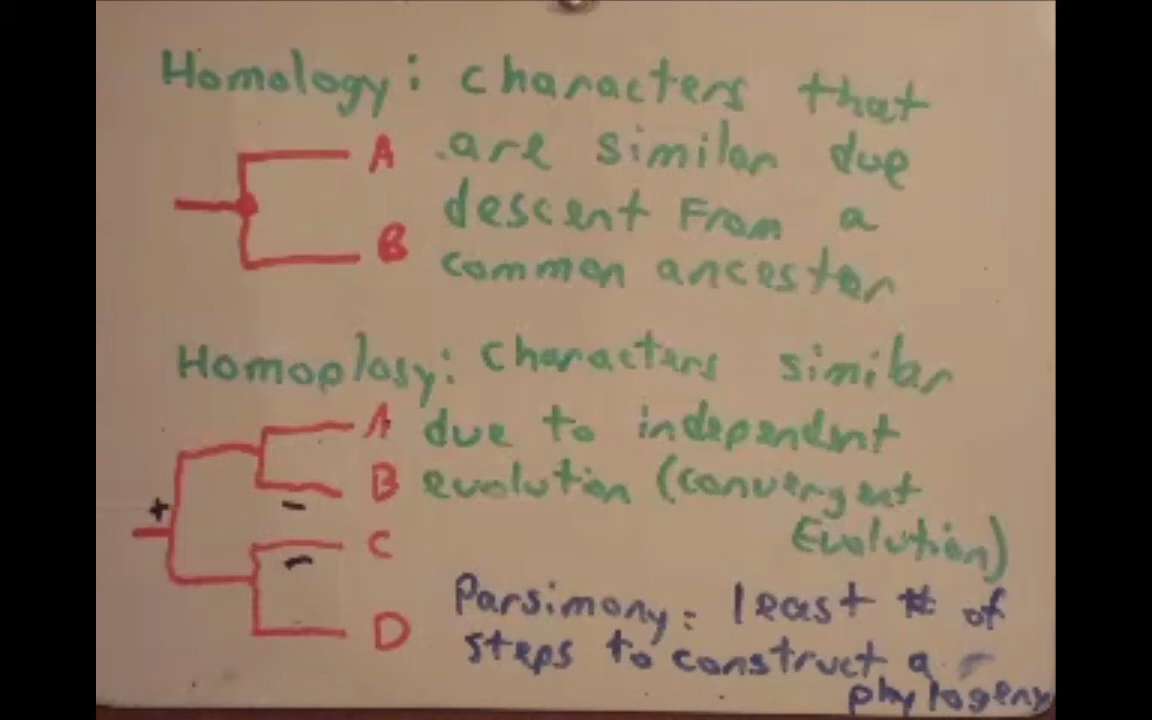 Homology: characters that
A .are similar due
descent From a
B common ancestor
Homoplasy: characters similar
A due to independent
B evolution (convergent
Evolution)
+ -
C
-
Parsimony: least # of
D steps to construct a
phylogeny